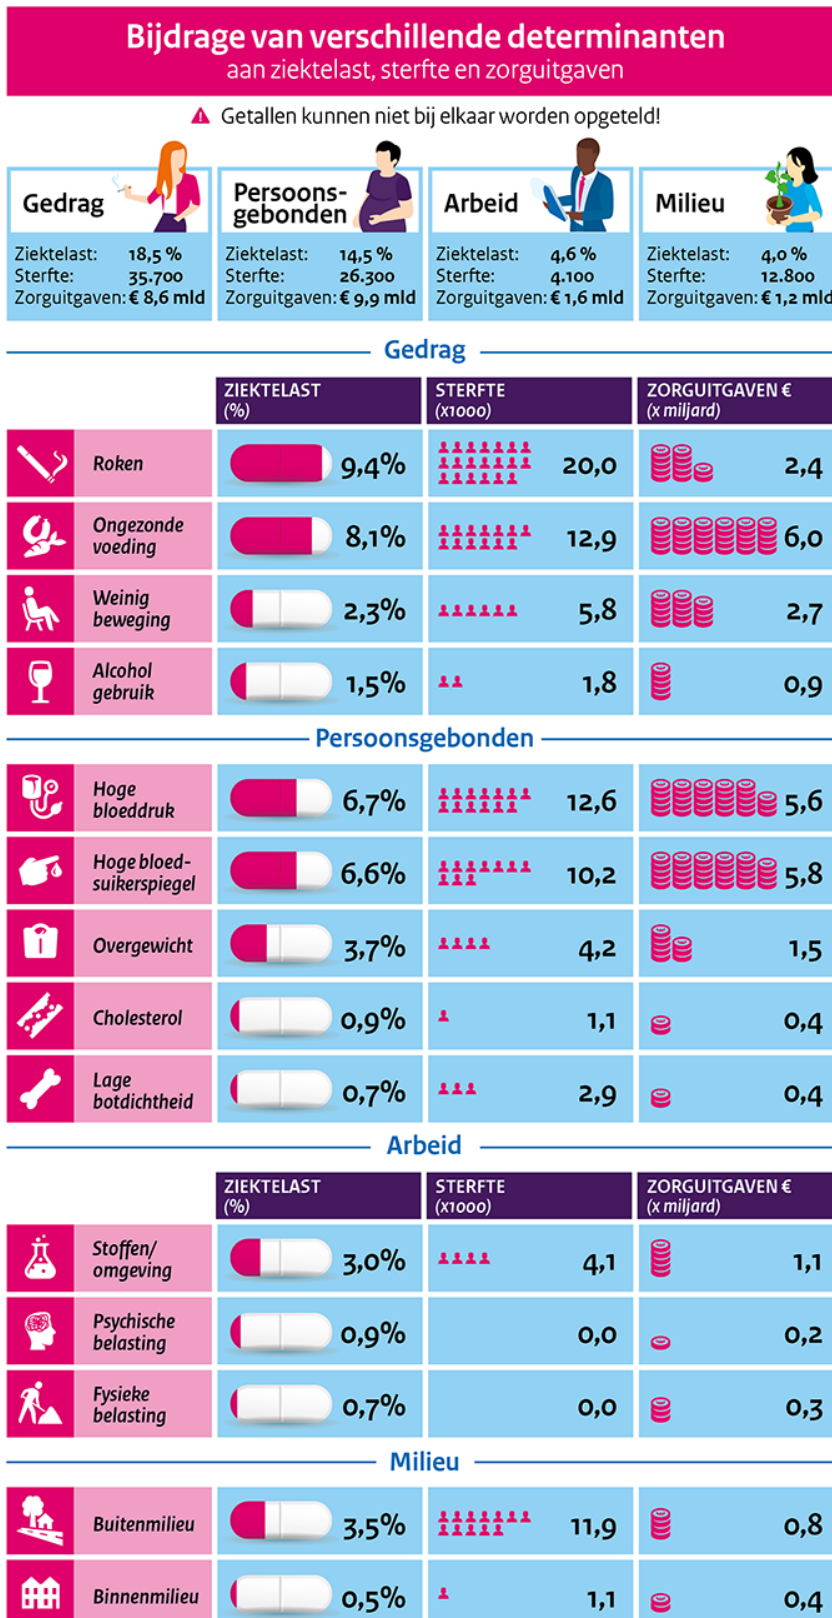 Bijdrage van verschillende determinanten
aan ziektelast, sterfte en zorguitgaven
Getallen kunnen niet bij elkaar worden opgeteld!
Gedrag
Ziektelast: 18,5 %
Sterfte: 35.700
Zorguitgaven: € 8,6 mld
Persoons-
gebonden
Ziektelast: 14,5 %
Sterfte: 26.300
Zorguitgaven: € 9,9 mld
Arbeid
Ziektelast: 4,6 %
Sterfte: 4.100
Zorguitgaven: € 1,6 mld
Milieu
Ziektelast: 4,0 %
Sterfte: 12.800
Zorguitgaven: € 1,2 mld
Gedrag
ZIEKTELAST STERFTE ZORGUITGAVEN €
(%) (x1000) (x miljard)
Roken 9,4% 20,0 2,4
Ongezonde
voeding 8,1% 12,9 6,0
Weinig
beweging 2,3% 5,8 2,7
Alcohol
gebruik 1,5% 1,8 0,9
Persoonsgebonden
Hoge
bloeddruk 6,7% 12,6 5,6
Hoge bloed-
suikerspiegel 6,6% 10,2 5,8
Overgewicht 3,7% 4,2 1,5
Cholesterol 0,9% 1,1 0,4
Lage
botdichtheid 0,7% 2,9 0,4
Arbeid
ZIEKTELAST STERFTE ZORGUITGAVEN €
(%) (x1000) (x miljard)
Stoffen/
omgeving 3,0% 4,1 1,1
Psychische
belasting 0,9% 0,0 0,2
Fysieke
belasting 0,7% 0,0 0,3
Milieu
Buitenmilieu 3,5% 11,9 0,8
Binnenmilieu 0,5% 1,1 0,4